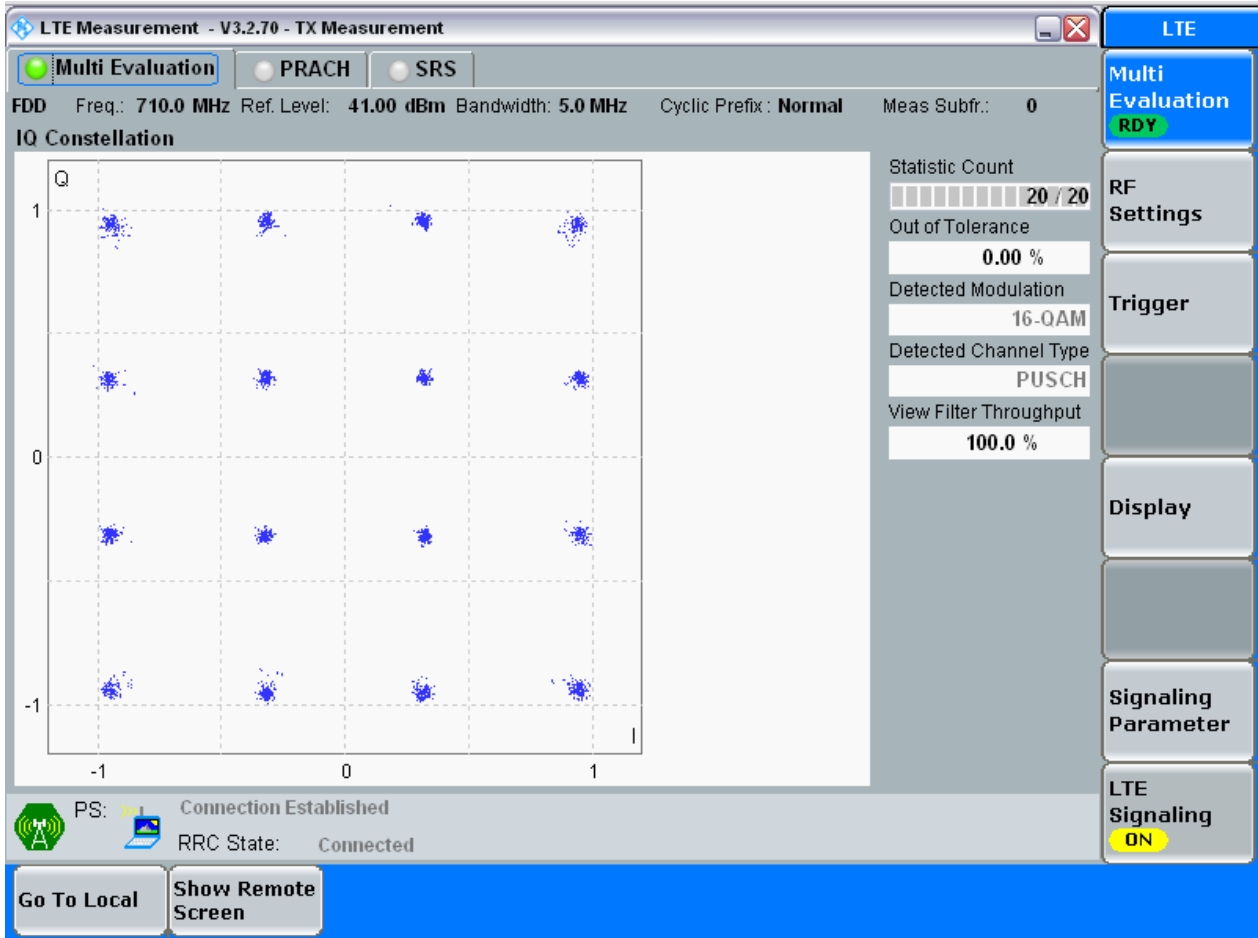 LTE Measurement - V3.2.70 - TX Measurement
LTE
Multi Evaluation PRACH SRS
FDD Freq.: 710.0 MHz Ref. Level: 41.00 dBm Bandwidth: 5.0 MHz Cyclic Prefix : Normal Meas Subfr.: 0
IQ Constellation
Q
1
0
-1
I
-1 0 1
Statistic Count
20 / 20
Out of Tolerance
0.00 %
Detected Modulation
16-QAM
Detected Channel Type
PUSCH
View Filter Throughput
100.0 %
Multi
Evaluation
RDY
RF
Settings
Trigger
Display
Signaling
Parameter
LTE
Signaling
ON
PS: Connection Established
RRC State: Connected
Go To Local
Show Remote
Screen